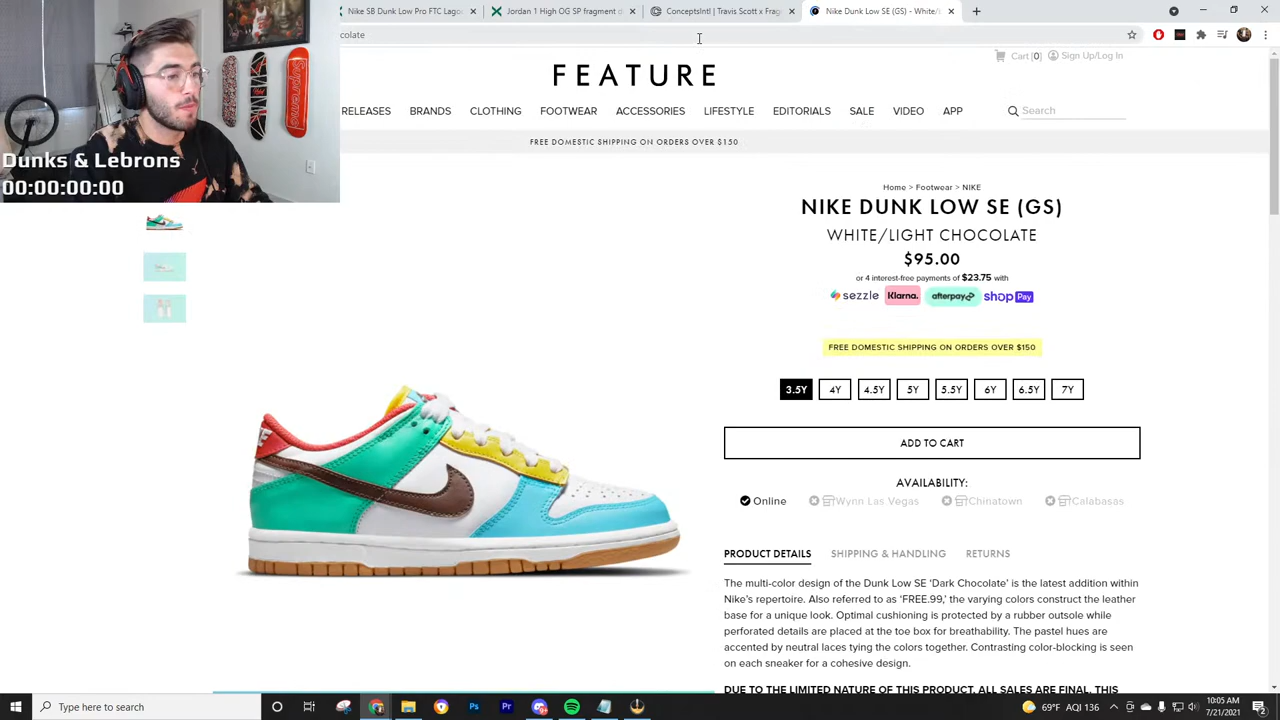 Nike SB Dunk Low Pro FTC Lago
Jordan 1 High OG SP fragment d
ConceptsIntl
Nike Dunk Low SE (GS) - White/
colate
Cart [0] Sign Up/Log In
FEATURE
RELEASES BRANDS CLOTHING FOOTWEAR ACCESSORIES LIFESTYLE EDITORIALS SALE VIDEO APP Search
FREE DOMESTIC SHIPPING ON ORDERS OVER $150
Supreme
Dunks & Lebrons
00:00:00:00
Home > Footwear > NIKE
NIKE DUNK LOW SE (GS)
WHITE/LIGHT CHOCOLATE
$95.00
or 4 interest-free payments of $23.75 with
sezzle Klarna. afterpay shop Pay
FREE DOMESTIC SHIPPING ON ORDERS OVER $150
3.5Y 4Y 4.5Y 5Y 5.5Y 6Y 6.5Y 7Y
ADD TO CART
AVAILABILITY:
Online Wynn Las Vegas Chinatown Calabasas
PRODUCT DETAILS SHIPPING & HANDLING RETURNS
The multi-color design of the Dunk Low SE ‘Dark Chocolate’ is the latest addition within
Nike’s repertoire. Also referred to as ‘FREE.99,’ the varying colors construct the leather
base for a unique look. Optimal cushioning is protected by a rubber outsole while
perforated details are placed at the toe box for breathability. The pastel hues are
accented by neutral laces tying the colors together. Contrasting color-blocking is seen
on each sneaker for a cohesive design.
DUE TO THE LIMITED NATURE OF THIS PRODUCT, ALL SALES ARE FINAL. THIS
Type here to search
69°F AQI 136
10:05 AM
7/21/2021
2